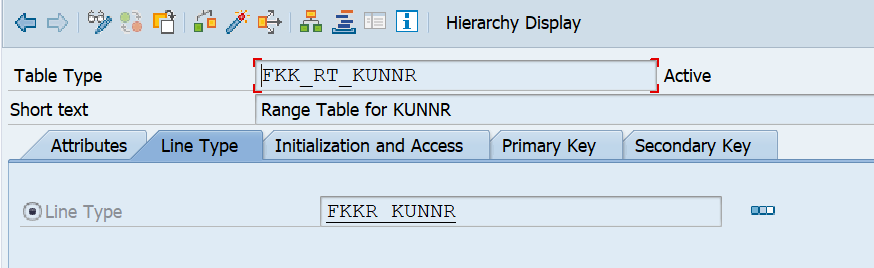 Hierarchy Display
Table Type FKK_RT_KUNNR Active
Short text Range Table for KUNNR
Attributes Line Type Initialization and Access Primary Key Secondary Key
Line Type FKKR_KUNNR